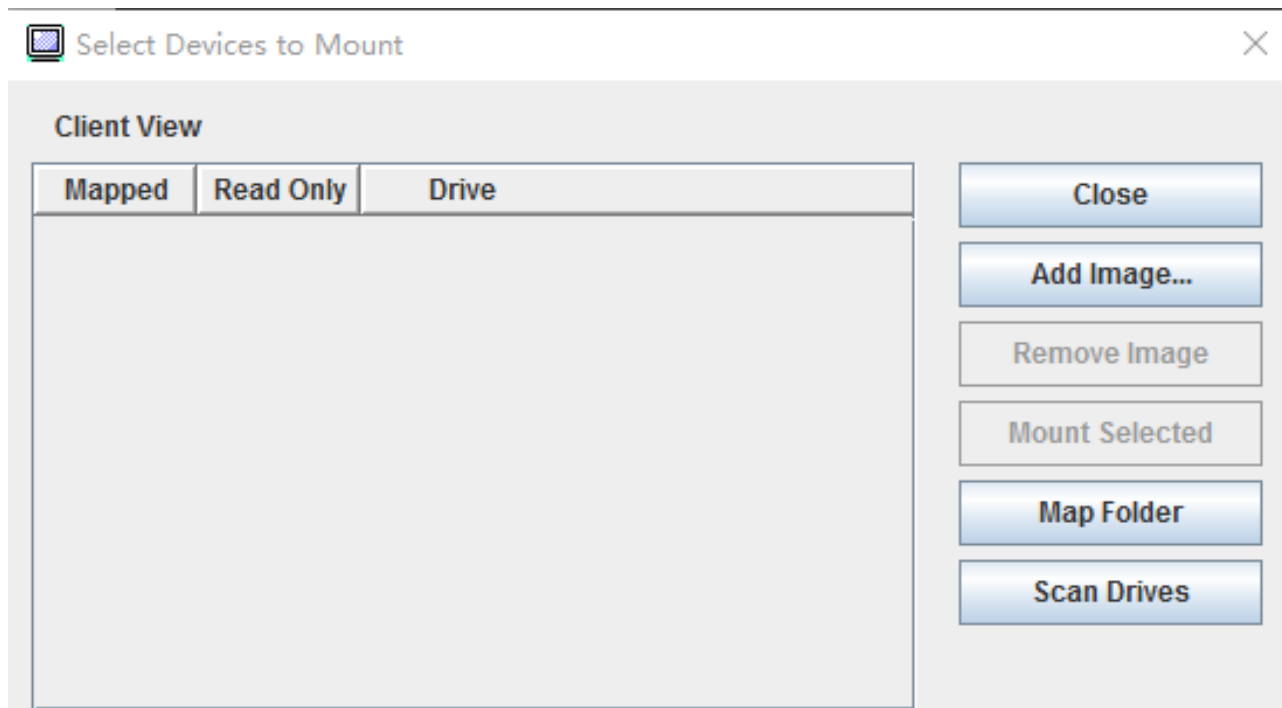 Select Devices to Mount
Client View
Mapped Read Only Drive
Close
Add Image...
Remove Image
Mount Selected
Map Folder
Scan Drives